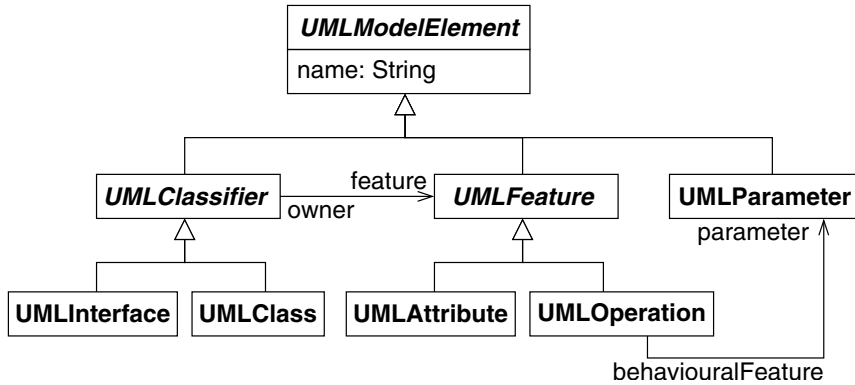 UMLModelElement
name: String
UMLClassifier
feature
owner
UMLFeature
UMLParameter
parameter
UMLInterface
UMLClass
UMLAttribute
UMLOperation
behaviouralFeature